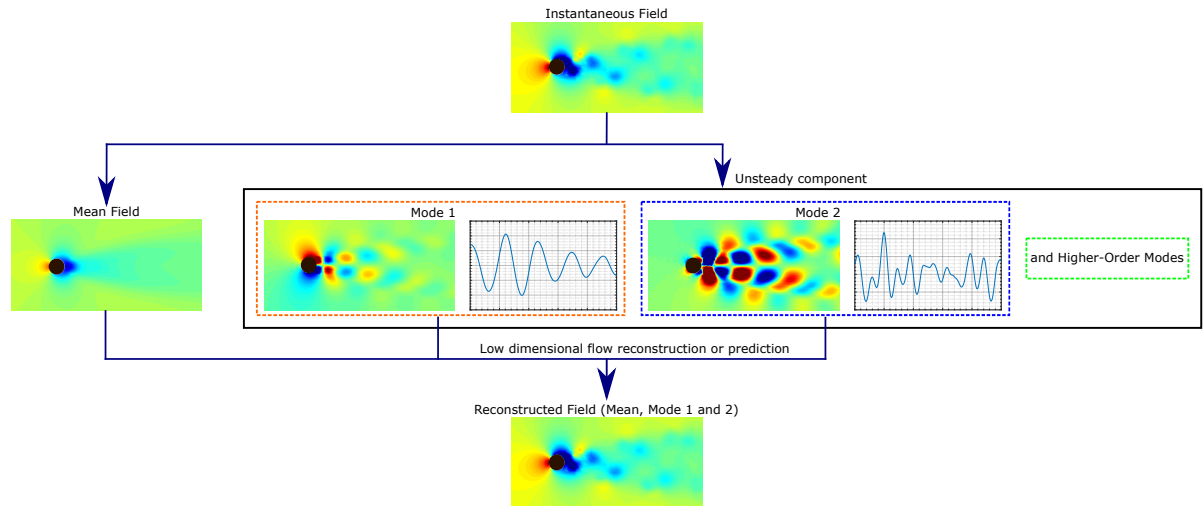 Instantaneous Field
Unsteady component
Mean Field
Mode 1
Mode 2
and Higher-Order Modes
Low dimensional flow reconstruction or prediction
Reconstructed Field (Mean, Mode 1 and 2)